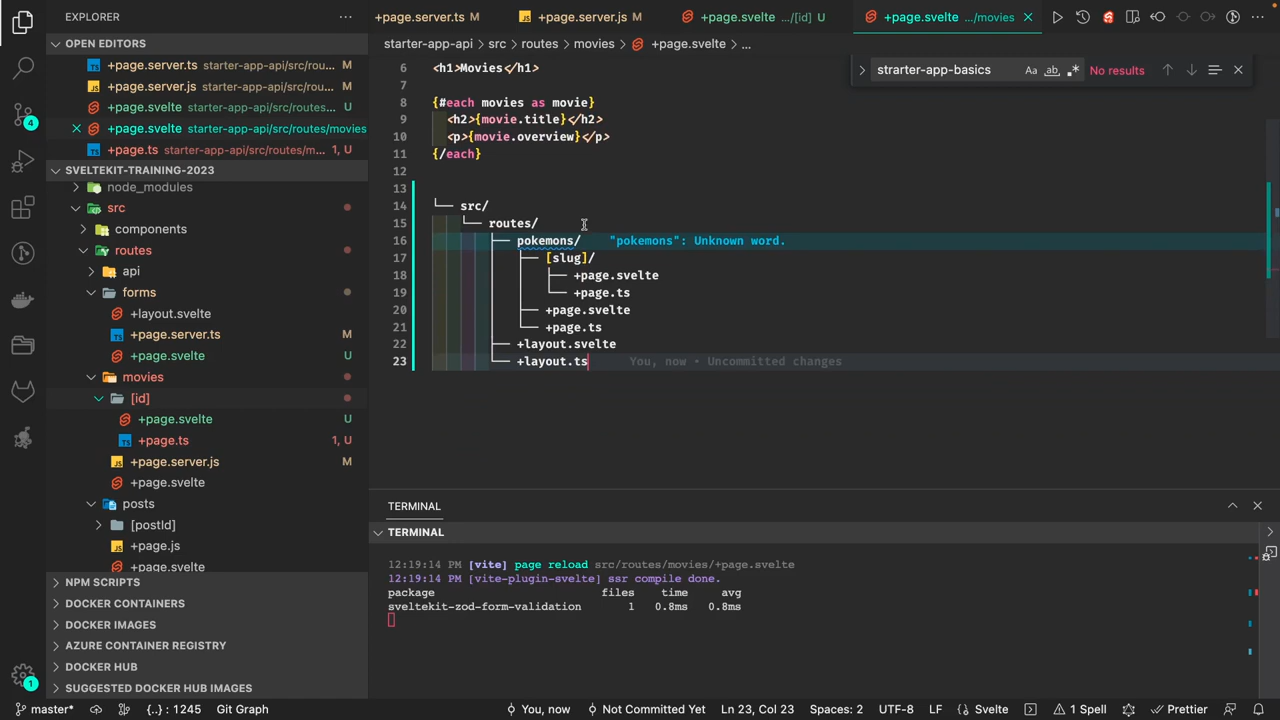 EXPLORER
+page.server.ts M
+page.server.js M
+page.svelte .../[id] U
+page.svelte .../movies
OPEN EDITORS
+page.server.ts starter-app-api/src/rou... M
+page.server.js starter-app-api/src/rou... M
+page.svelte starter-app-api/src/routes... U
+page.svelte starter-app-api/src/routes/movies
+page.ts starter-app-api/src/routes/m... 1, U
SVELTEKIT-TRAINING-2023
node_modules
src
components
routes
api
forms
+layout.svelte
+page.server.ts M
+page.svelte U
movies
[id]
+page.svelte U
+page.ts 1, U
+page.server.js M
+page.svelte
posts
[postId]
+page.js
+page.svelte
NPM SCRIPTS
DOCKER CONTAINERS
DOCKER IMAGES
AZURE CONTAINER REGISTRY
DOCKER HUB
SUGGESTED DOCKER HUB IMAGES
4
1
starter-app-api > src > routes > movies > +page.svelte > ...
strarter-app-basics Aa ab .* No results
6 <h1>Movies</h1>
7
8 {#each movies as movie}
9 <h2>{movie.title}</h2>
10 <p>{movie.overview}</p>
11 {/each}
12
13
14 └── src/
15 └── routes/
16 ├── pokemons/ "pokemons": Unknown word.
17 │ ├── [slug]/
18 │ │ ├── +page.svelte
19 │ │ └── +page.ts
20 │ ├── +page.svelte
21 │ └── +page.ts
22 ├── +layout.svelte
23 └── +layout.ts You, now • Uncommitted changes
TERMINAL
TERMINAL
12:19:14 PM [vite] page reload src/routes/movies/+page.svelte
12:19:14 PM [vite-plugin-svelte] ssr compile done.
package files time avg
sveltekit-zod-form-validation 1 0.8ms 0.8ms
master* {..} : 1245 Git Graph You, now Not Committed Yet Ln 23, Col 23 Spaces: 2 UTF-8 LF Svelte 1 Spell Prettier